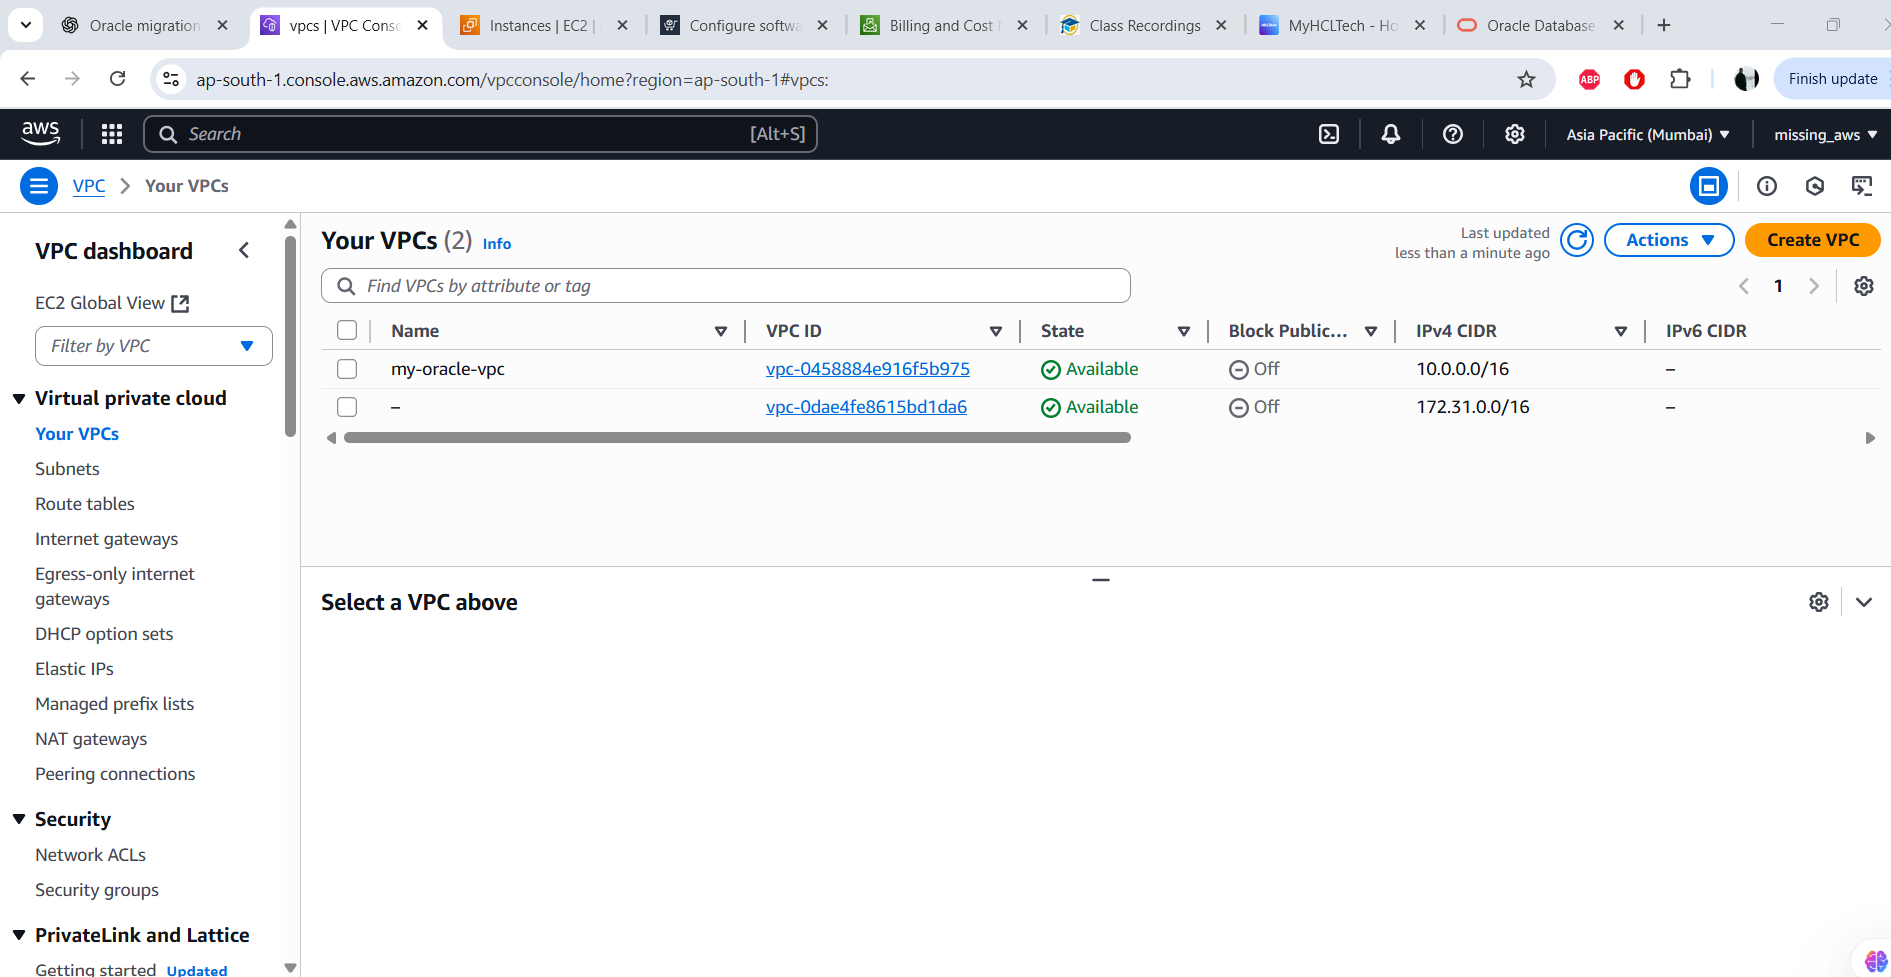 Oracle migration
vpcs | VPC Conso
Instances | EC2 |
Configure softwa
Billing and Cost
Class Recordings
MyHCLTech - Ho
Oracle Database
ap-south-1.console.aws.amazon.com/vpcconsole/home?region=ap-south-1#vpcs:
ABP
Finish update
aws
Search
[Alt+S]
Asia Pacific (Mumbai)
missing_aws
VPC
Your VPCs
VPC dashboard
EC2 Global View
Filter by VPC
Virtual private cloud
Your VPCs
Subnets
Route tables
Internet gateways
Egress-only internet
gateways
DHCP option sets
Elastic IPs
Managed prefix lists
NAT gateways
Peering connections
Security
Network ACLs
Security groups
PrivateLink and Lattice
Getting started Updated
Your VPCs (2) Info
Last updated
less than a minute ago
Actions
Create VPC
Find VPCs by attribute or tag
1
Name VPC ID State Block Public... IPv4 CIDR IPv6 CIDR
my-oracle-vpc vpc-0458884e916f5b975 Available Off 10.0.0.0/16 –
– vpc-0dae4fe8615bd1da6 Available Off 172.31.0.0/16 –
Select a VPC above